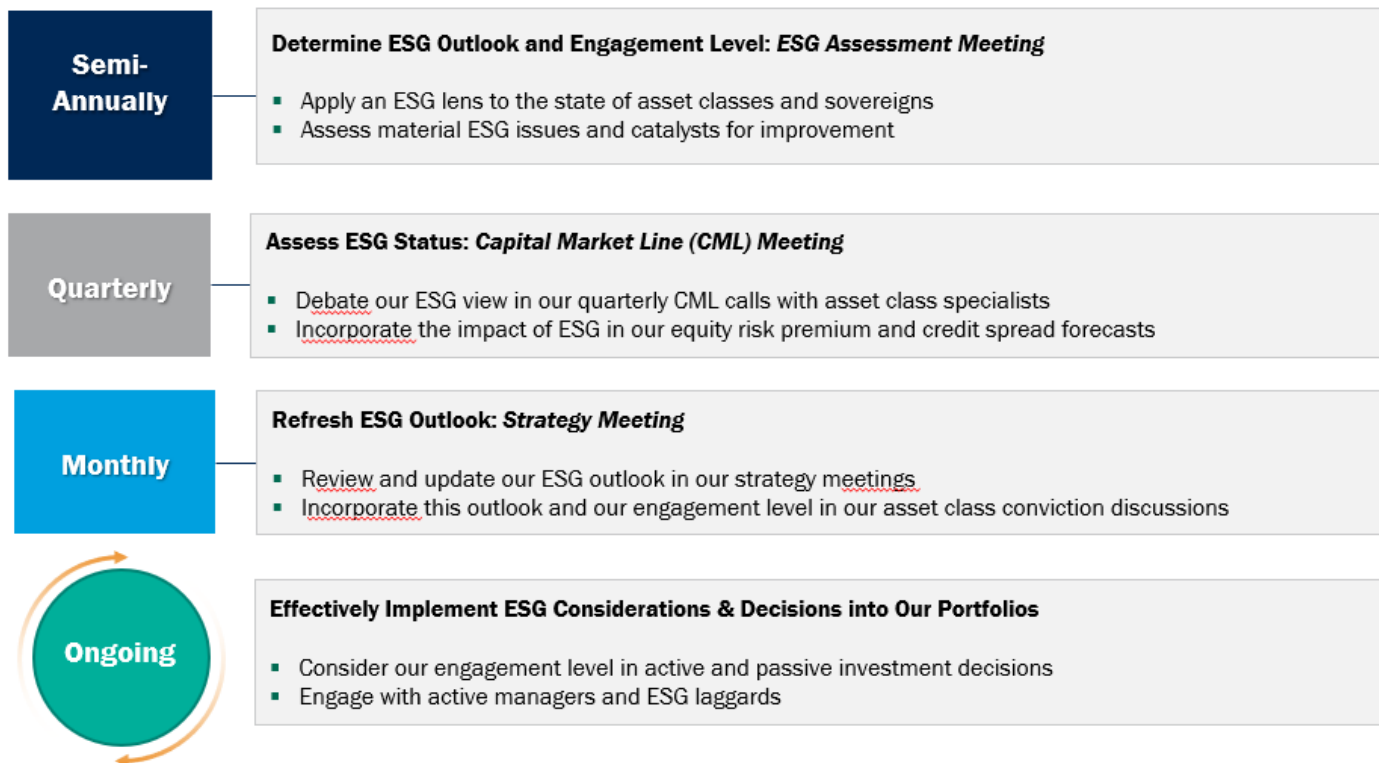 Semi-
Annually
Determine ESG Outlook and Engagement Level: ESG Assessment Meeting
▪ Apply an ESG lens to the state of asset classes and sovereigns
▪ Assess material ESG issues and catalysts for improvement
Quarterly
Assess ESG Status: Capital Market Line (CML) Meeting
▪ Debate our ESG view in our quarterly CML calls with asset class specialists
▪ Incorporate the impact of ESG in our equity risk premium and credit spread forecasts
Monthly
Refresh ESG Outlook: Strategy Meeting
▪ Review and update our ESG outlook in our strategy meetings
▪ Incorporate this outlook and our engagement level in our asset class conviction discussions
Ongoing
Effectively Implement ESG Considerations & Decisions into Our Portfolios
▪ Consider our engagement level in active and passive investment decisions
▪ Engage with active managers and ESG laggards